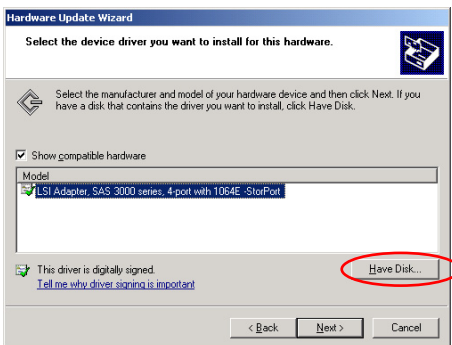 Hardware Update Wizard
Select the device driver you want to install for this hardware.
Select the manufacturer and model of your hardware device and then click Next. If you
have a disk that contains the driver you want to install, click Have Disk.
Show compatible hardware
Model
LSI Adapter, SAS 3000 series, 4-port with 1064E -StorPort
This driver is digitally signed.
Have Disk...
Tell me why driver signing is important
< Back
Next >
Cancel